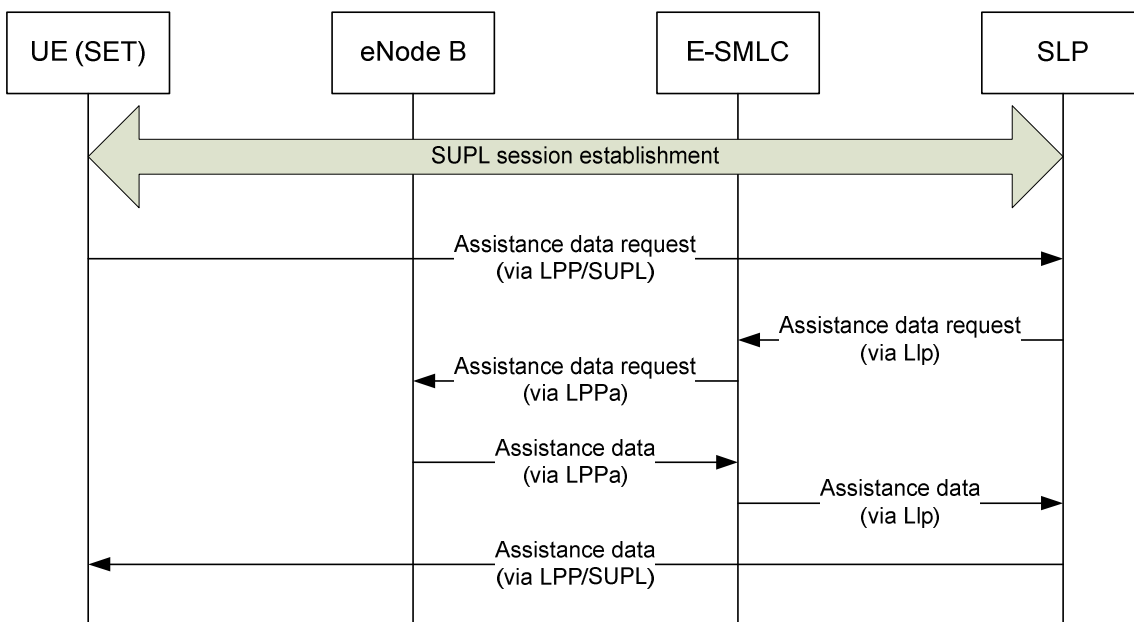 UE (SET)
eNode B
E-SMLC
SLP
SUPL session establishment
Assistance data request
(via LPP/SUPL)
Assistance data request
(via Llp)
Assistance data request
(via LPPa)
Assistance data
(via LPPa)
Assistance data
(via Llp)
Assistance data
(via LPP/SUPL)